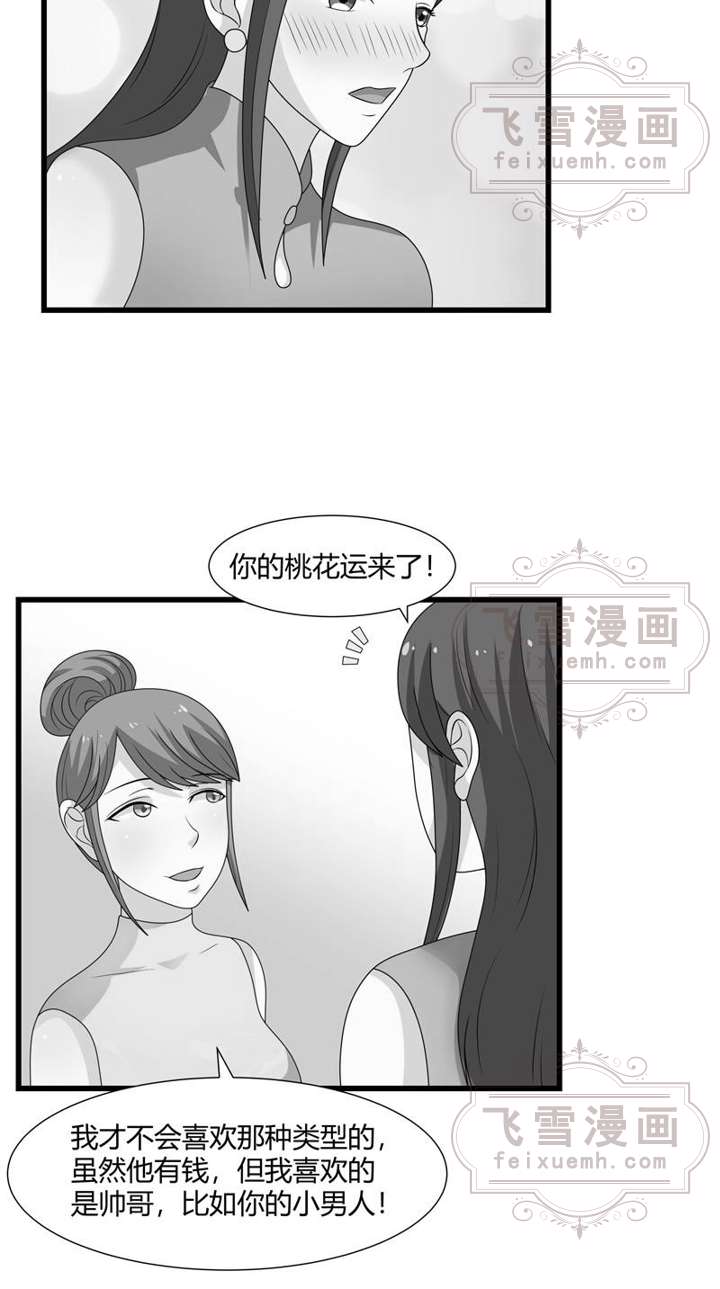 飞雪漫画
feixuemh.com
你的桃花运来了！
飞雪漫画
feixuemh.com
我才不会喜欢那种类型的，
虽然他有钱，但我喜欢的
是帅哥，比如你的小男人！
飞雪漫画
feixuemh.com